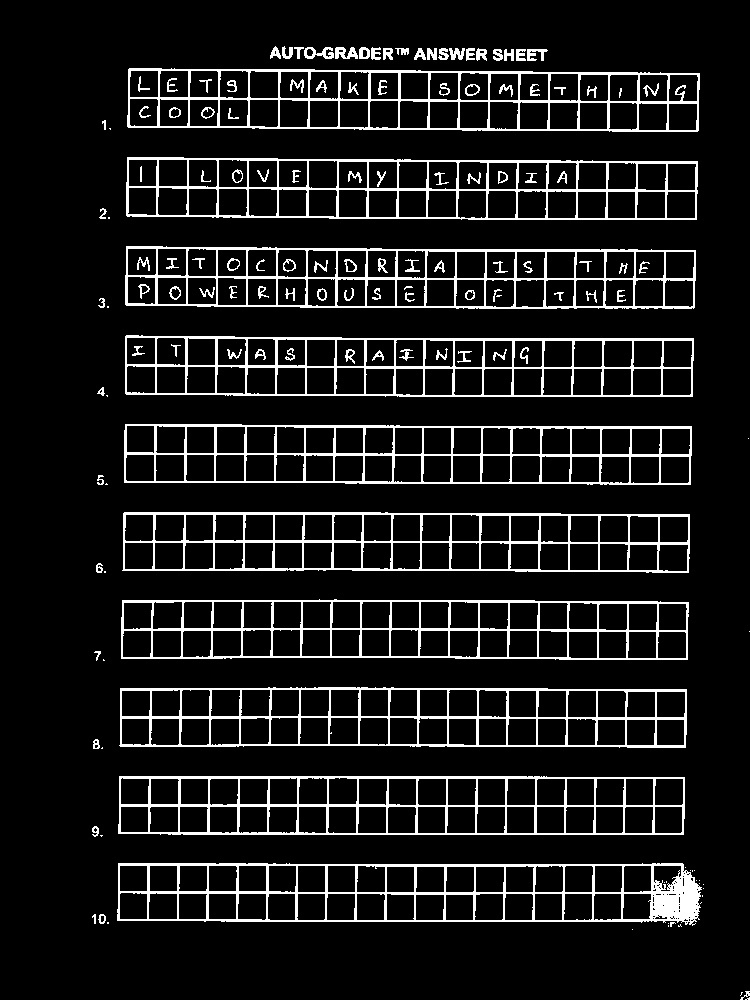 AUTO-GRADER™ ANSWER SHEET
LETS MAKE SOMETHING
1. COOL
I LOVE MY INDIA
2.
MITOCONDRIA IS THE
3. POWERHOUSE OF THE
IT WAS RAINING
4.
5.
6.
7.
8.
9.
10.